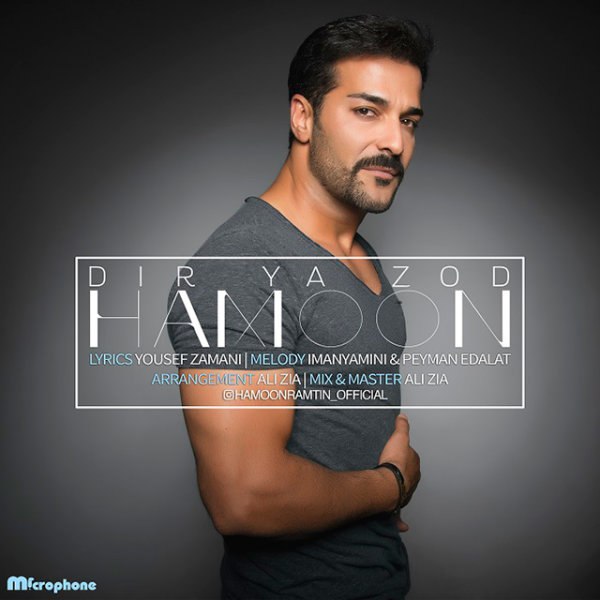 DIR YA ZOD
HAMOON
LYRICS YOUSEF ZAMANI | MELODY IMANYAMINI & PEYMAN EDALAT
ARRANGEMENT ALI ZIA | MIX & MASTER ALI ZIA
@HAMOONRAMTIN_OFFICIAL
Microphone